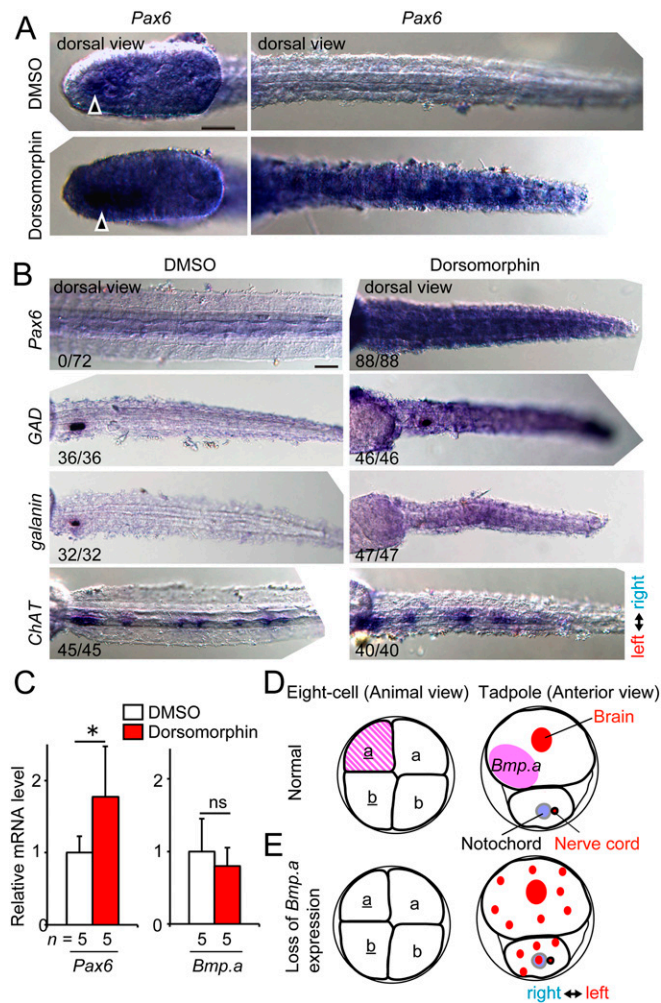 Pax6 Pax6
A
dorsal view dorsal view
DMSO
Dorsomorphin
B
DMSO Dorsomorphin
dorsal view dorsal view
Pax6
0/72 88/88
GAD
36/36 46/46
galanin
32/32 47/47
ChAT
45/45 40/40
left ↔ right
C
DMSO
Dorsomorphin
Relative mRNA level
2
1
0
*
2
1
0
ns
n = 5 5 5 5
Pax6 Bmp.a
D
Eight-cell (Animal view) Tadpole (Anterior view)
Normal
a a
b b
Brain
Bmp.a
Notochord Nerve cord
E
Loss of Bmp.a
expression
a a
b b
right ↔ left